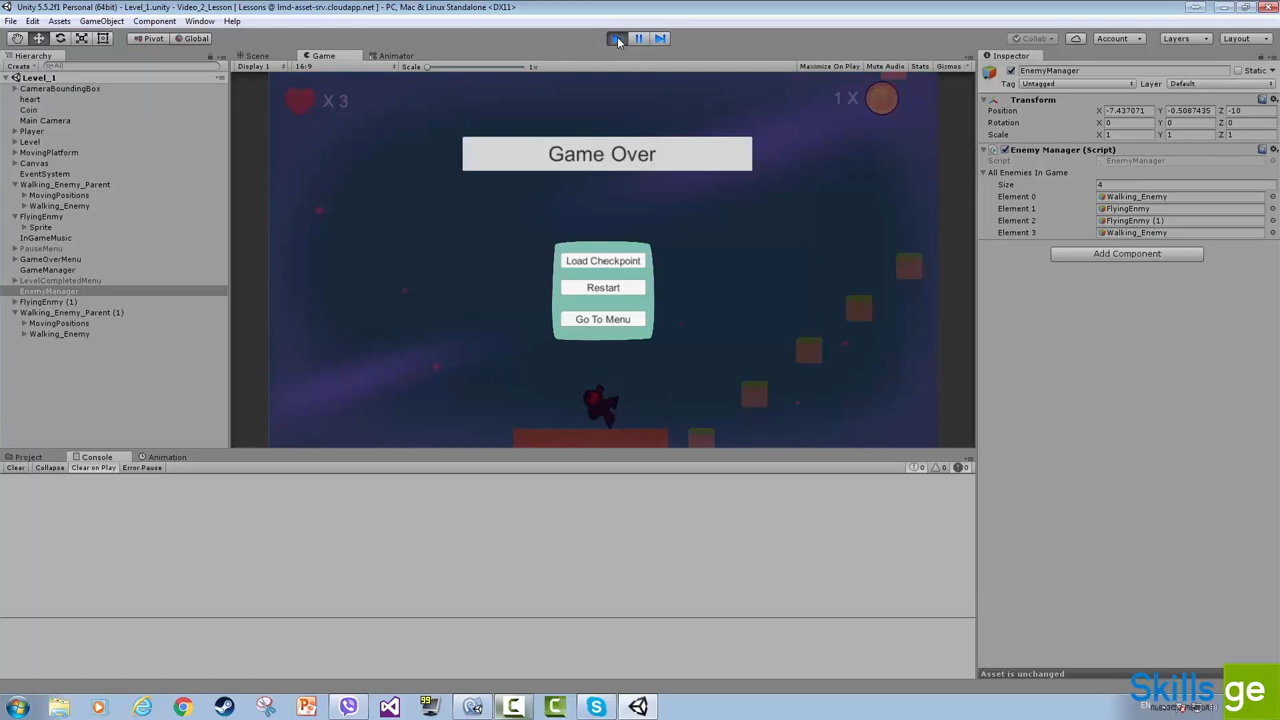 Unity 5.5.2f1 Personal (64bit) - Level_1.unity - Video_2_Lesson [ Lessons @ lmd-asset-srv.cloudapp.net] - PC, Mac & Linux Standalone <DX11>
File Edit Assets GameObject Component Window Help
Pivot Global Collab Account Layers Layout
Hierarchy
Create All
Level_1
CameraBoundingBox
heart
Coin
Main Camera
Player
Level
MovingPlatform
Canvas
EventSystem
Walking_Enemy_Parent
MovingPositions
Walking_Enemy
FlyingEnmy
Sprite
InGameMusic
PauseMenu
GameOverMenu
GameManager
LevelCompletedMenu
EnemyManager
FlyingEnmy (1)
Walking_Enemy_Parent (1)
MovingPositions
Walking_Enemy
Scene Game Animator
Display 1 16:9 Scale 1x Maximize On Play Mute Audio Stats Gizmos
X 3
1 X
Game Over
Load Checkpoint
Restart
Go To Menu
Inspector
EnemyManager Static
Tag Untagged Layer Default
Transform
Position X -7.437071 Y -0.5087435 Z -10
Rotation X 0 Y 0 Z 0
Scale X 1 Y 1 Z 1
Enemy Manager (Script)
Script EnemyManager
All Enemies In Game
Size 4
Element 0 Walking_Enemy
Element 1 FlyingEnmy
Element 2 FlyingEnmy (1)
Element 3 Walking_Enemy
Add Component
Project Console Animation
Clear Collapse Clear on Play Error Pause
0 0 0
Asset is unchanged
Skills ge
99